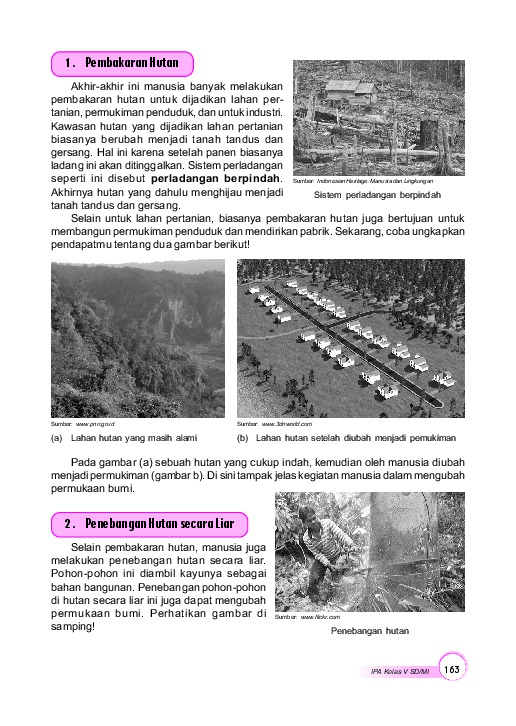 1. Pembakaran Hutan
Akhir-akhir ini manusia banyak melakukan
pembakaran hutan untuk dijadikan lahan per-
tanian, permukiman penduduk, dan untuk industri.
Kawasan hutan yang dijadikan lahan pertanian
biasanya berubah menjadi tanah tandus dan
gersang. Hal ini karena setelah panen biasanya
ladang ini akan ditinggalkan. Sistem perladangan
seperti ini disebut perladangan berpindah.
Akhirnya hutan yang dahulu menghijau menjadi
tanah tandus dan gersang.
Sumber: Indonesian Heritage: Manusia dan Lingkungan
Sistem perladangan berpindah
Selain untuk lahan pertanian, biasanya pembakaran hutan juga bertujuan untuk
membangun permukiman penduduk dan mendirikan pabrik. Sekarang, coba ungkapkan
pendapatmu tentang dua gambar berikut!
Sumber: www.pnri.go.id
(a) Lahan hutan yang masih alami
Sumber: www.3dnworld.com
(b) Lahan hutan setelah diubah menjadi pemukiman
Pada gambar (a) sebuah hutan yang cukup indah, kemudian oleh manusia diubah
menjadi permukiman (gambar b). Di sini tampak jelas kegiatan manusia dalam mengubah
permukaan bumi.
2. Penebangan Hutan secara Liar
Selain pembakaran hutan, manusia juga
melakukan penebangan hutan secara liar.
Pohon-pohon ini diambil kayunya sebagai
bahan bangunan. Penebangan pohon-pohon
di hutan secara liar ini juga dapat mengubah
permukaan bumi. Perhatikan gambar di
samping!
Sumber: www.flickr.com
Penebangan hutan
IPA Kelas V SD/MI 163